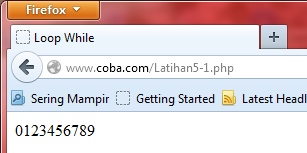 Firefox
Loop While
www.coba.com/Latihan5-1.php
Sering Mampir Getting Started Latest Headl
0123456789